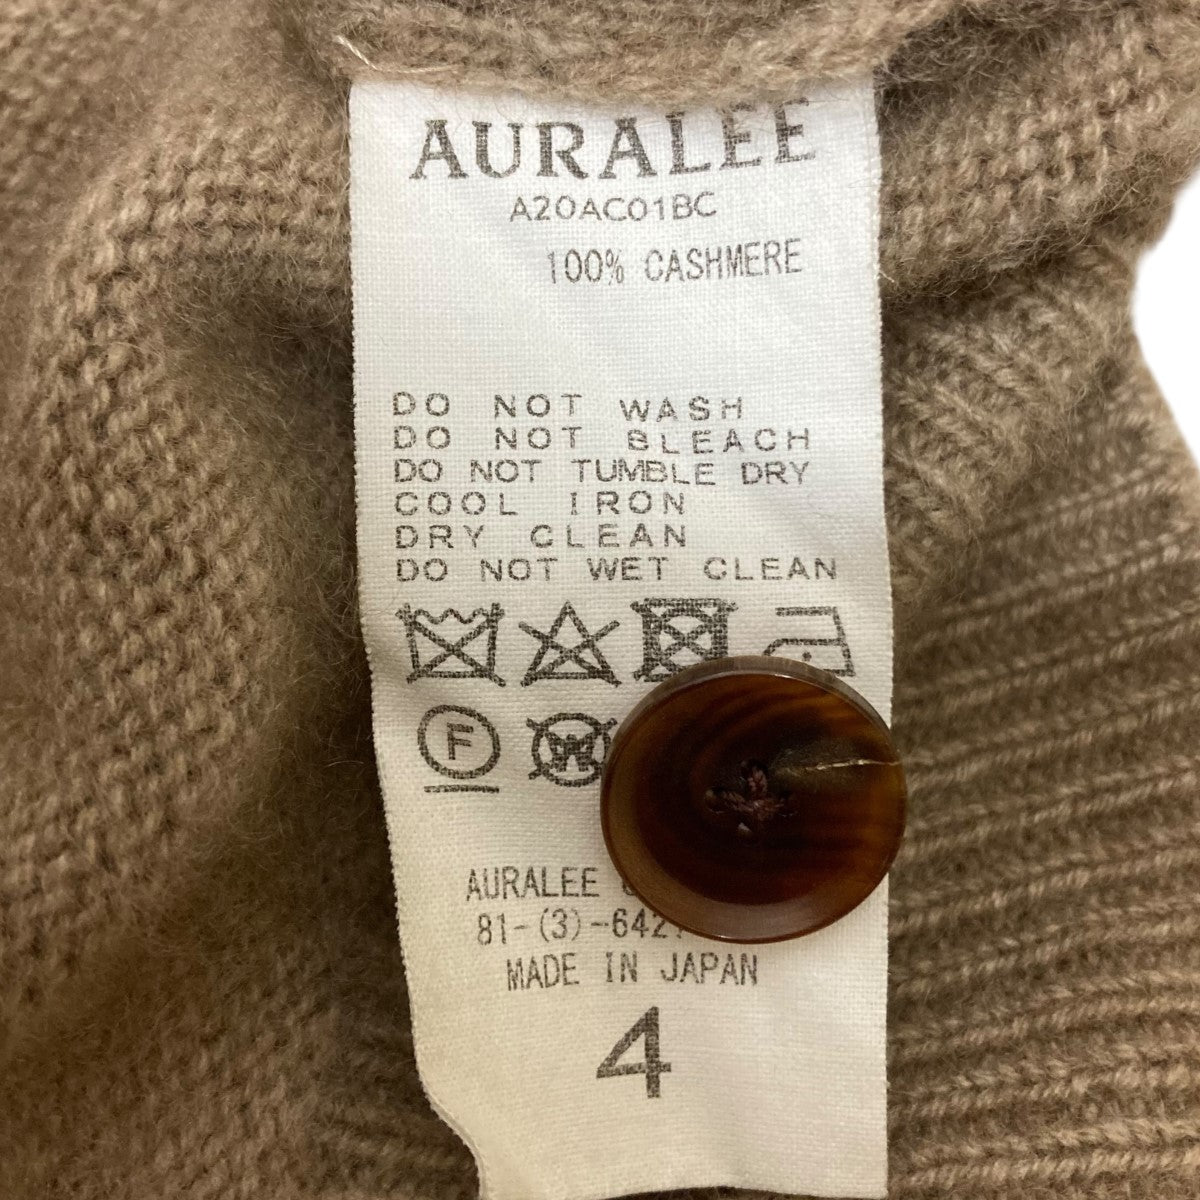 AURALEE
A20AC01BC
100% CASHMERE
DO NOT WASH
DO NOT BLEACH
DO NOT TUMBLE DRY
COOL IRON
DRY CLEAN
DO NOT WET CLEAN
F
W
AURALEE
81-(3)-642
MADE IN JAPAN
4